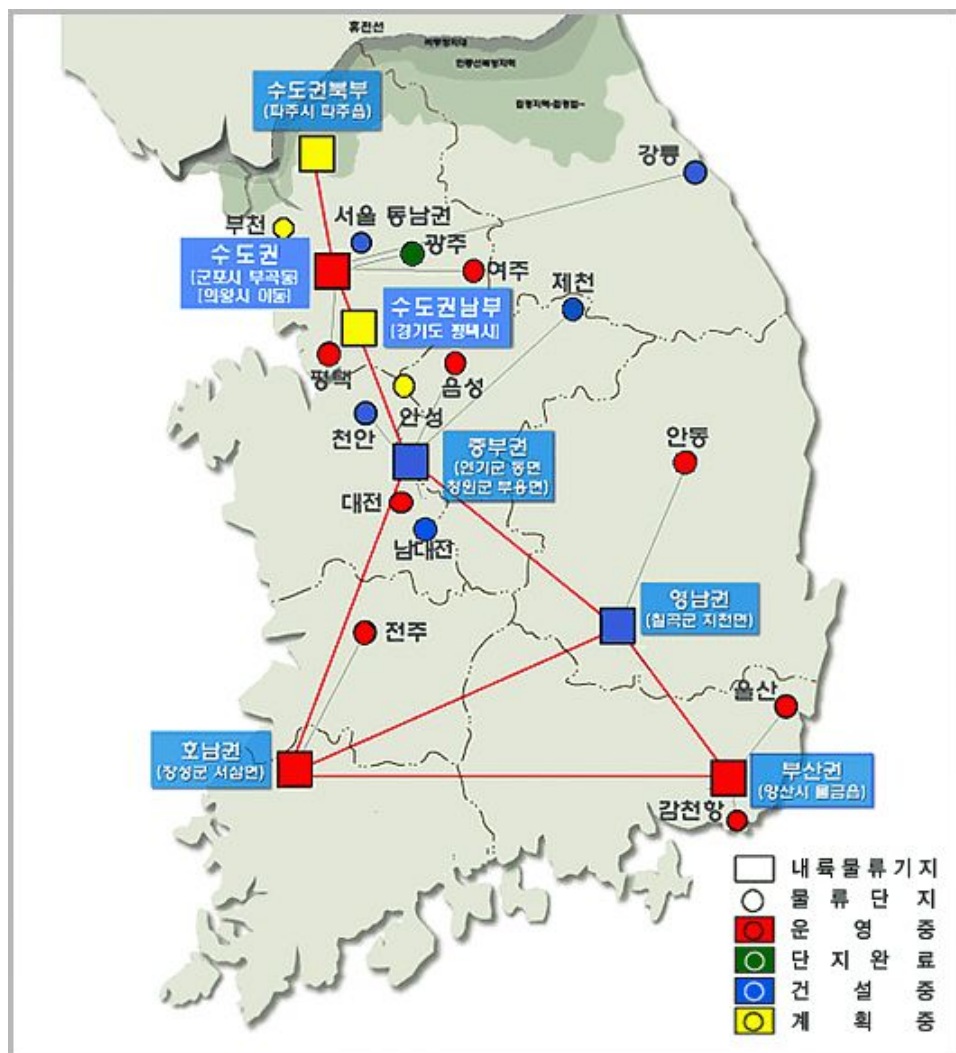 휴전선
수도권북부
(파주시 파주읍)
강릉
부천
서울 동남권
광주
수도권
(군포시 부곡동)
(의왕시 이동)
여주
제천
수도권남부
(경기도 평택시)
평택
음성
안성
천안
중부권
(연기군 동면
청원군 부용면)
안동
대전
남대전
영남권
(칠곡군 지천면)
전주
울산
호남권
(장성군 서삼면)
부산권
(양산시 물금읍)
감천항
내륙물류기지
물류단지
운영중
단지완료
건설중
계획중